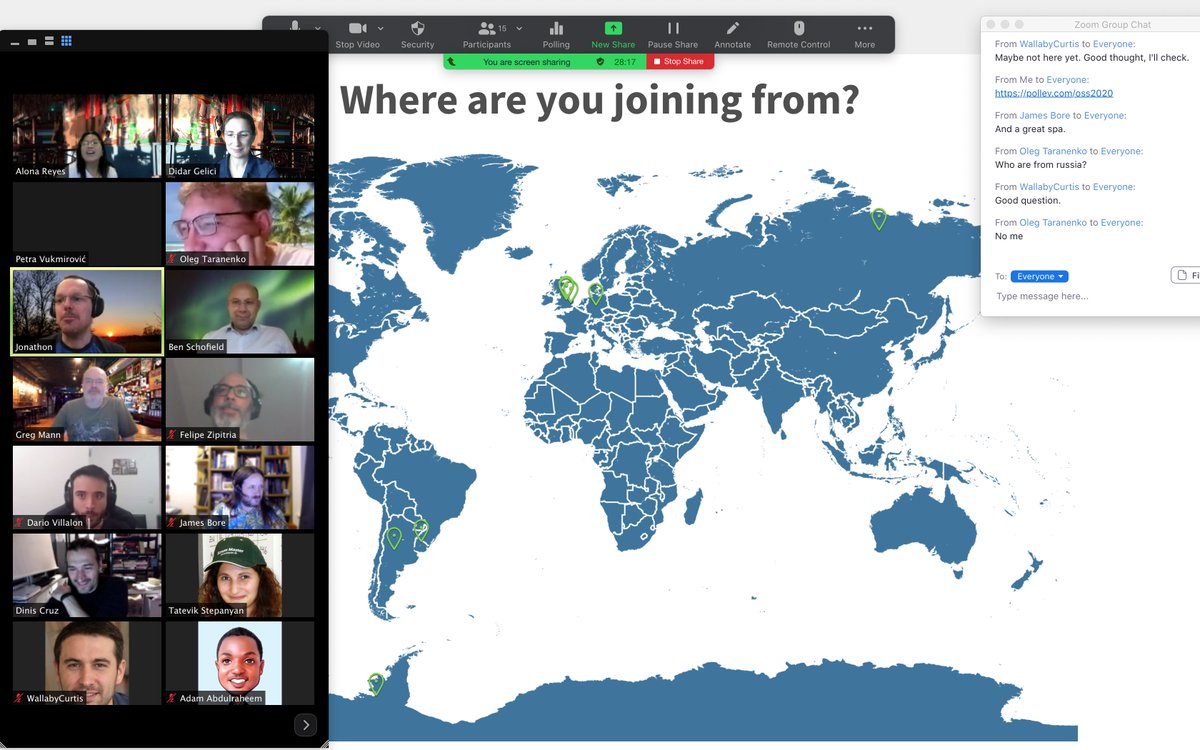 15
Stop Video
Security
Participants
Polling
New Share
Pause Share
Annotate
Remote Control
More
You are screen sharing
28:17
Stop Share
Where are you joining from?
Alona Reyes
Didar Gelici
Petra Vukmirović
Oleg Taranenko
Jonathon
Ben Schofield
Greg Mann
Felipe Zipitria
Dario Villalon
James Bore
Dinis Cruz
Tatevik Stepanyan
WallabyCurtis
Adam Abdulraheem
Zoom Group Chat
From WallabyCurtis to Everyone:
Maybe not here yet. Good thought, I'll check.
From Me to Everyone:
https://pollev.com/oss2020
From James Bore to Everyone:
And a great spa.
From Oleg Taranenko to Everyone:
Who are from russia?
From WallabyCurtis to Everyone:
Good question.
From Oleg Taranenko to Everyone:
No me
To: Everyone
Fi
Type message here...